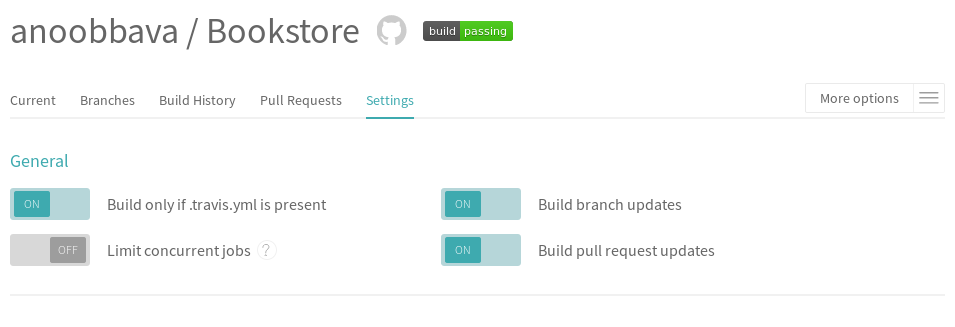 anoobbava / Bookstore build passing
Current Branches Build History Pull Requests Settings More options
General
ON Build only if .travis.yml is present ON Build branch updates
OFF Limit concurrent jobs ? ON Build pull request updates